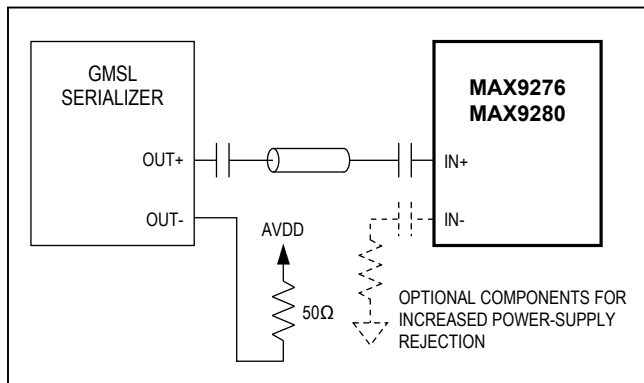 GMSL
SERIALIZER
OUT+
OUT-
MAX9276
MAX9280
IN+
IN-
AVDD
50Ω
OPTIONAL COMPONENTS FOR
INCREASED POWER-SUPPLY
REJECTION